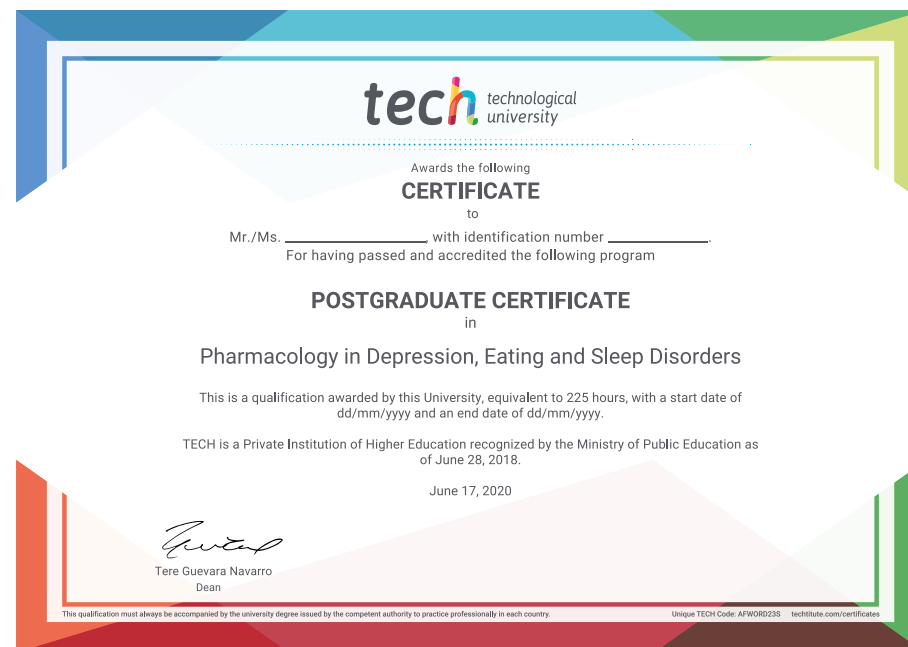 tech technological
university
Awards the following
CERTIFICATE
to
Mr./Ms. ____________________, with identification number ______________.
For having passed and accredited the following program
POSTGRADUATE CERTIFICATE
in
Pharmacology in Depression, Eating and Sleep Disorders
This is a qualification awarded by this University, equivalent to 225 hours, with a start date of
dd/mm/yyyy and an end date of dd/mm/yyyy.
TECH is a Private Institution of Higher Education recognized by the Ministry of Public Education as
of June 28, 2018.
June 17, 2020
Tere Guevara Navarro
Dean
This qualification must always be accompanied by the university degree issued by the competent authority to practice professionally in each country. Unique TECH Code: AFWORD23S techtitute.com/certificates